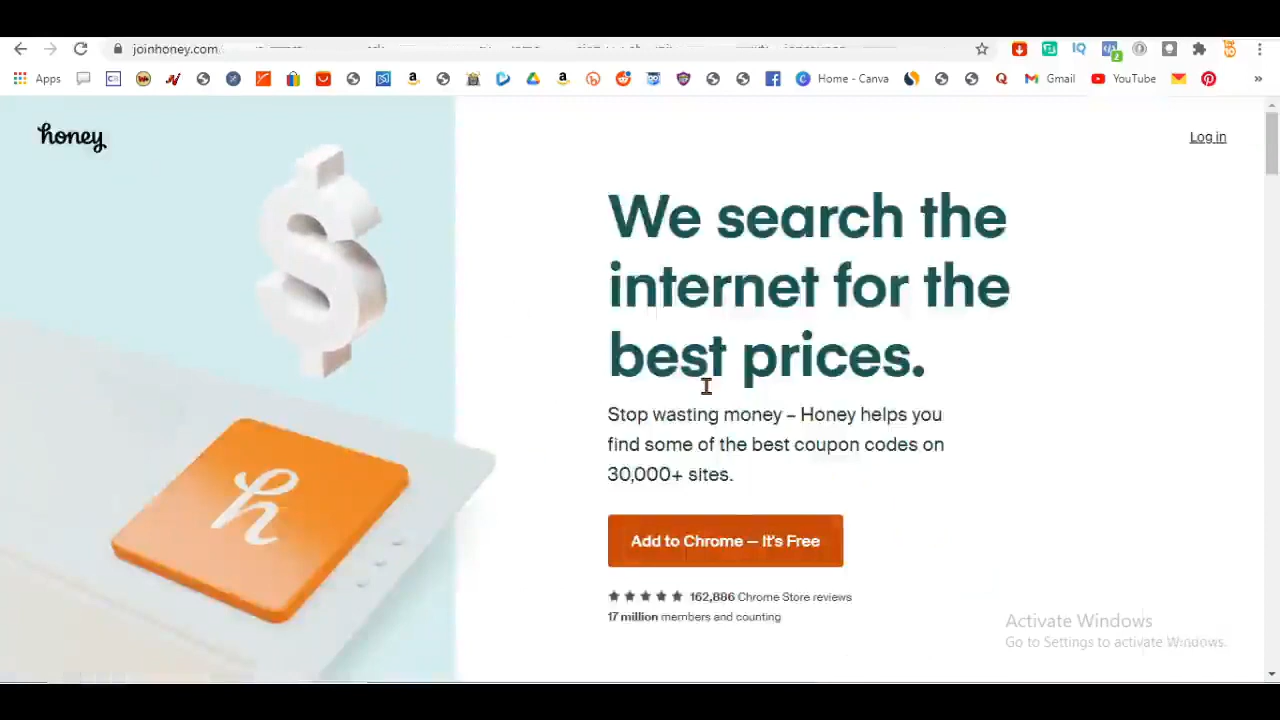 joinhoney.com
Apps
Home - Canva
Gmail
YouTube
»
honey
Log in
We search the
internet for the
best prices.
Stop wasting money – Honey helps you
find some of the best coupon codes on
30,000+ sites.
h
Add to Chrome – It's Free
162,886 Chrome Store reviews
17 million members and counting
Activate Windows
Go to Settings to activate Windows.